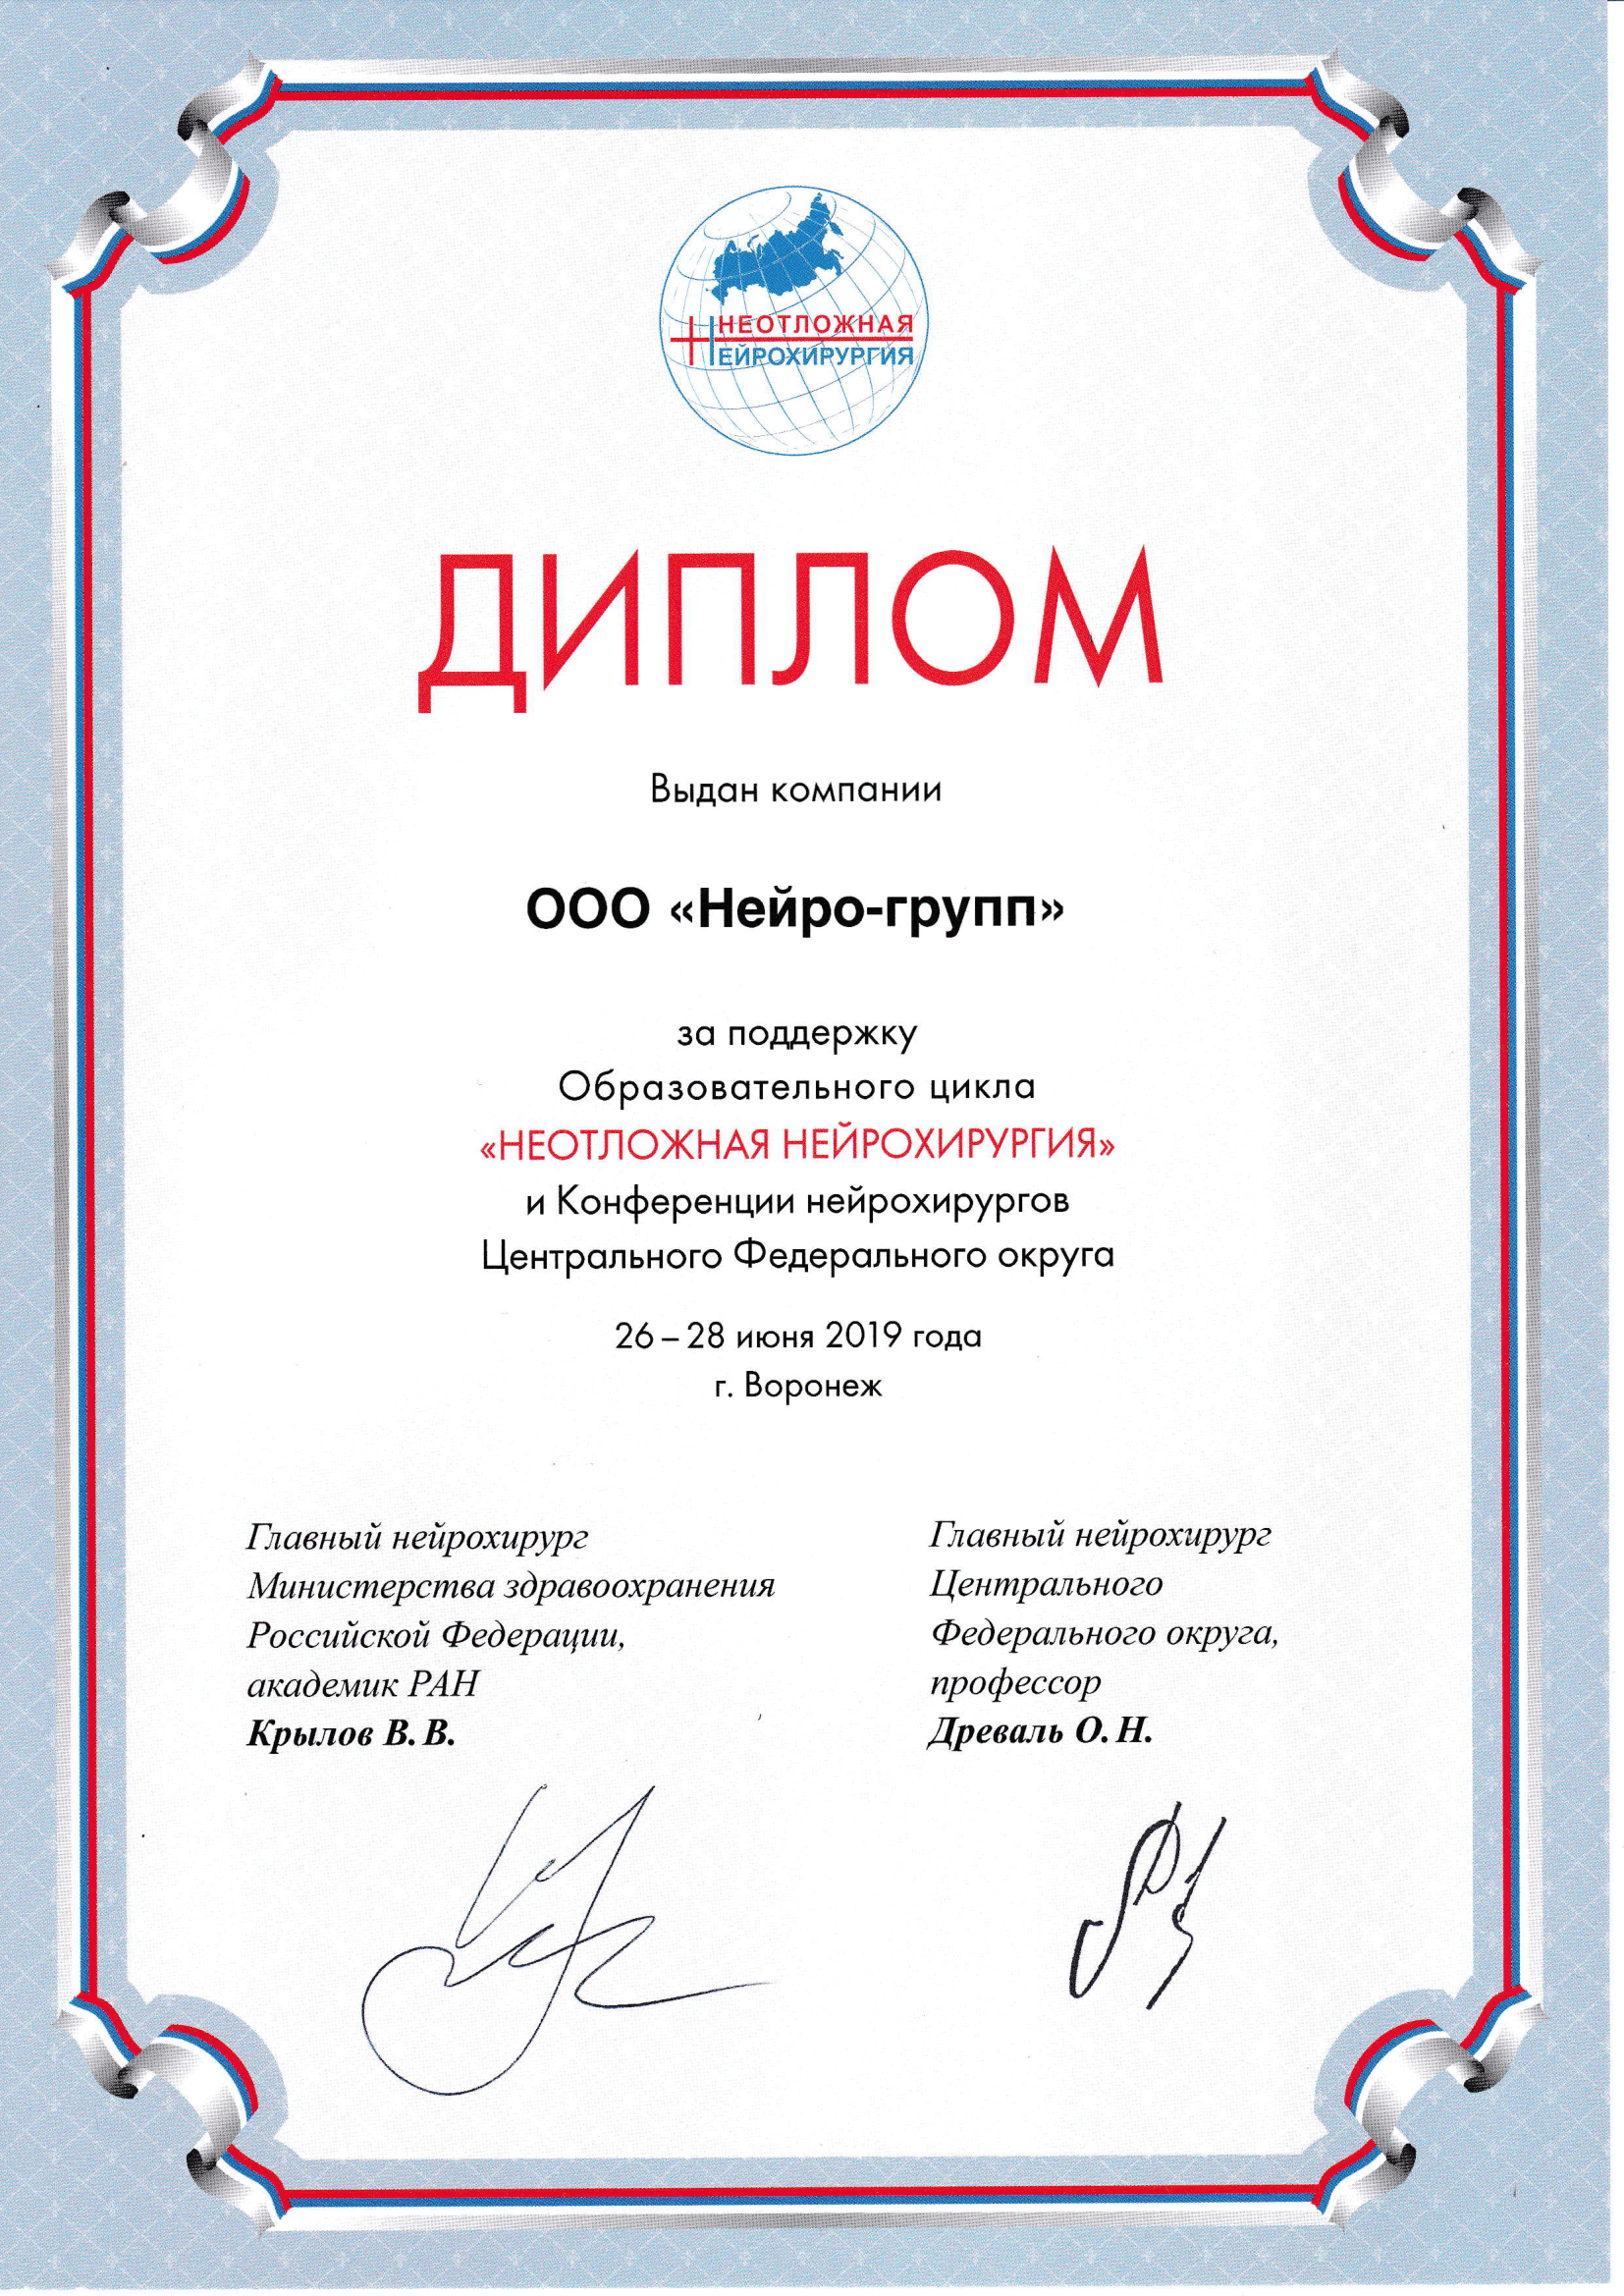 НЕОТЛОЖНАЯ
НЕЙРОХИРУРГИЯ
ДИПЛОМ
Выдан компании
ООО «Нейро-групп»
за поддержку
Образовательного цикла
«НЕОТЛОЖНАЯ НЕЙРОХИРУРГИЯ»
и Конференции нейрохирургов
Центрального Федерального округа
26 – 28 июня 2019 года
г. Воронеж
Главный нейрохирург
Министерства здравоохранения
Российской Федерации,
академик РАН
Крылов В. В.
Главный нейрохирург
Центрального
Федерального округа,
профессор
Древаль О. Н.